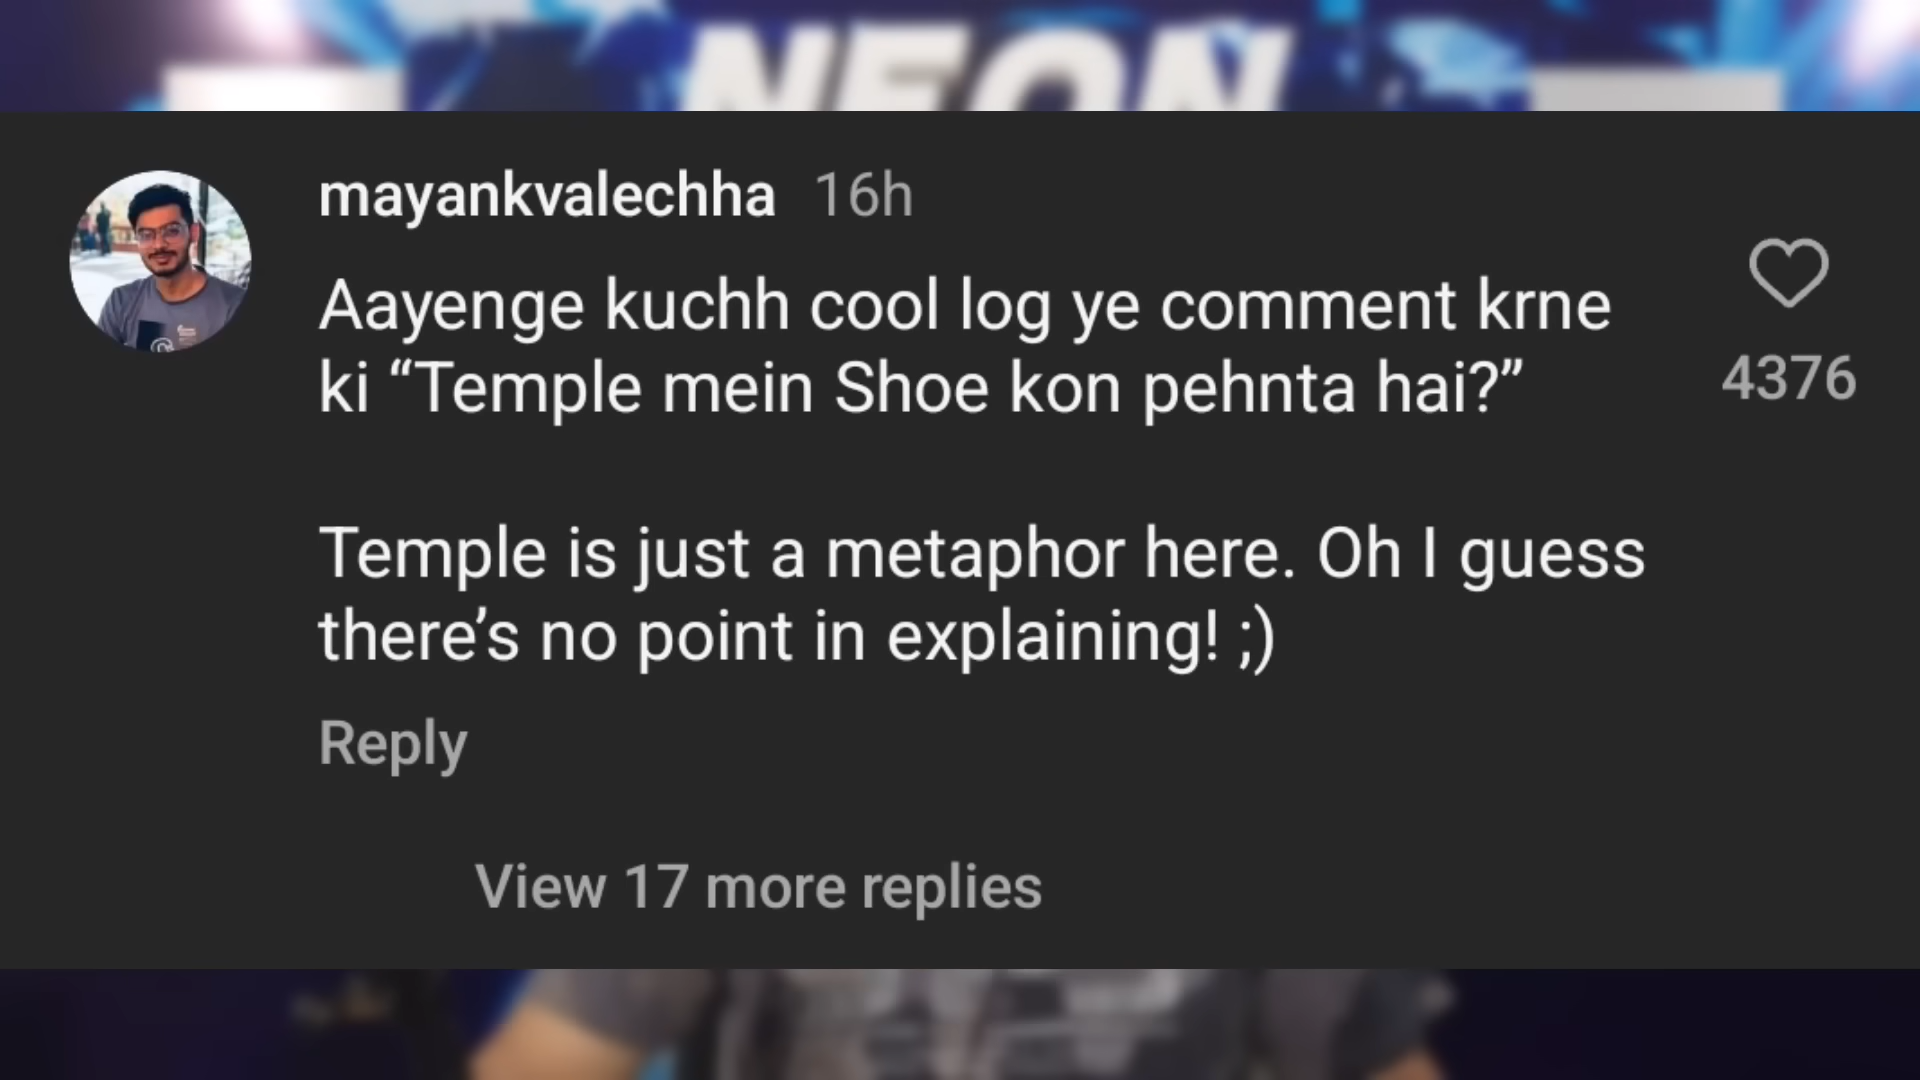 NEON
mayankvalechha 16h
Aayenge kuchh cool log ye comment krne
ki “Temple mein Shoe kon pehnta hai?”
4376
Temple is just a metaphor here. Oh I guess
there’s no point in explaining! ;)
Reply
View 17 more replies